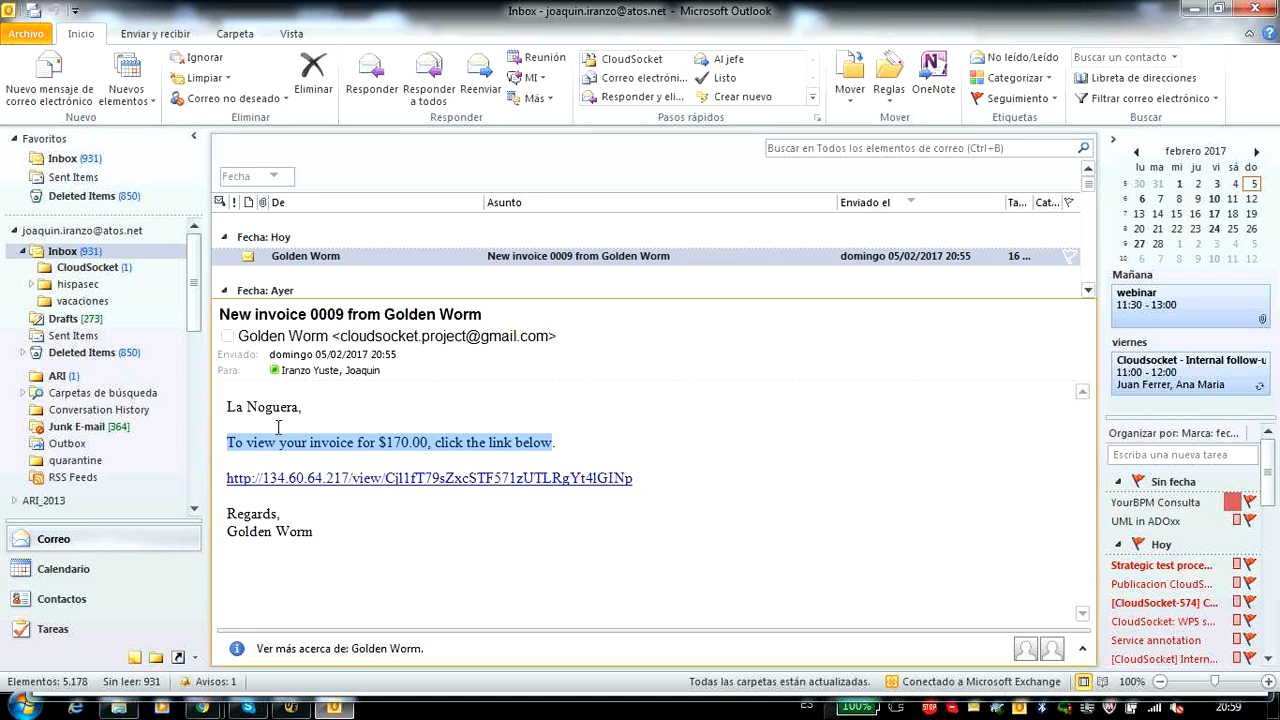 Inbox - joaquin.iranzo@atos.net - Microsoft Outlook
Archivo Inicio Enviar y recibir Carpeta Vista
Nuevo mensaje de correo electrónico
Nuevos elementos
Nuevo
Ignorar
Limpiar
Correo no deseado
Eliminar
Eliminar
Responder
Responder a todos
Reenviar
Reunión
MI
Más
Responder
CloudSocket
Correo electróni...
Responder y eli...
Al jefe
Listo
Crear nuevo
Pasos rápidos
Mover
Reglas
OneNote
Mover
No leído/Leído
Categorizar
Seguimiento
Etiquetas
Buscar un contacto
Libreta de direcciones
Filtrar correo electrónico
Buscar
Favoritos
Inbox (931)
Sent Items
Deleted Items (850)
joaquin.iranzo@atos.net
Inbox (931)
CloudSocket (1)
hispasec
vacaciones
Drafts [273]
Sent Items
Deleted Items (850)
ARI (1)
Carpetas de búsqueda
Conversation History
Junk E-mail [364]
Outbox
quarantine
RSS Feeds
ARI_2013
Correo
Calendario
Contactos
Tareas
Buscar en Todos los elementos de correo (Ctrl+B)
Fecha
De Asunto Enviado el Ta... Cat...
Fecha: Hoy
Golden Worm New invoice 0009 from Golden Worm domingo 05/02/2017 20:55 16 ...
Fecha: Ayer
New invoice 0009 from Golden Worm
Golden Worm <cloudsocket.project@gmail.com>
Enviado: domingo 05/02/2017 20:55
Para: Iranzo Yuste, Joaquin
La Noguera,
To view your invoice for $170.00, click the link below.
http://134.60.64.217/view/Cjl1fT79sZxcSTF571zUTLRgYt4lGINp
Regards,
Golden Worm
Ver más acerca de: Golden Worm.
febrero 2017
lu ma mi ju vi sá do
5 30 31 1 2 3 4 5
6 6 7 8 9 10 11 12
7 13 14 15 16 17 18 19
8 20 21 22 23 24 25 26
9 27 28 1 2 3 4 5
10 6 7 8 9 10 11 12
Mañana
webinar
11:30 - 13:00
viernes
Cloudsocket - Internal follow-u
11:00 - 12:00
Juan Ferrer, Ana Maria
Organizar por: Marca: fec...
Escriba una nueva tarea
Sin fecha
YourBPM Consulta
UML in ADOxx
Hoy
Strategic test proce...
Publicacion CloudS...
[CloudSocket-574] C...
CloudSocket: WP5 s...
Service annotation
[CloudSocket] Intern...
Elementos: 5.178 Sin leer: 931 Avisos: 1 Todas las carpetas están actualizadas. Conectado a Microsoft Exchange 100%
ES 100% 20:59